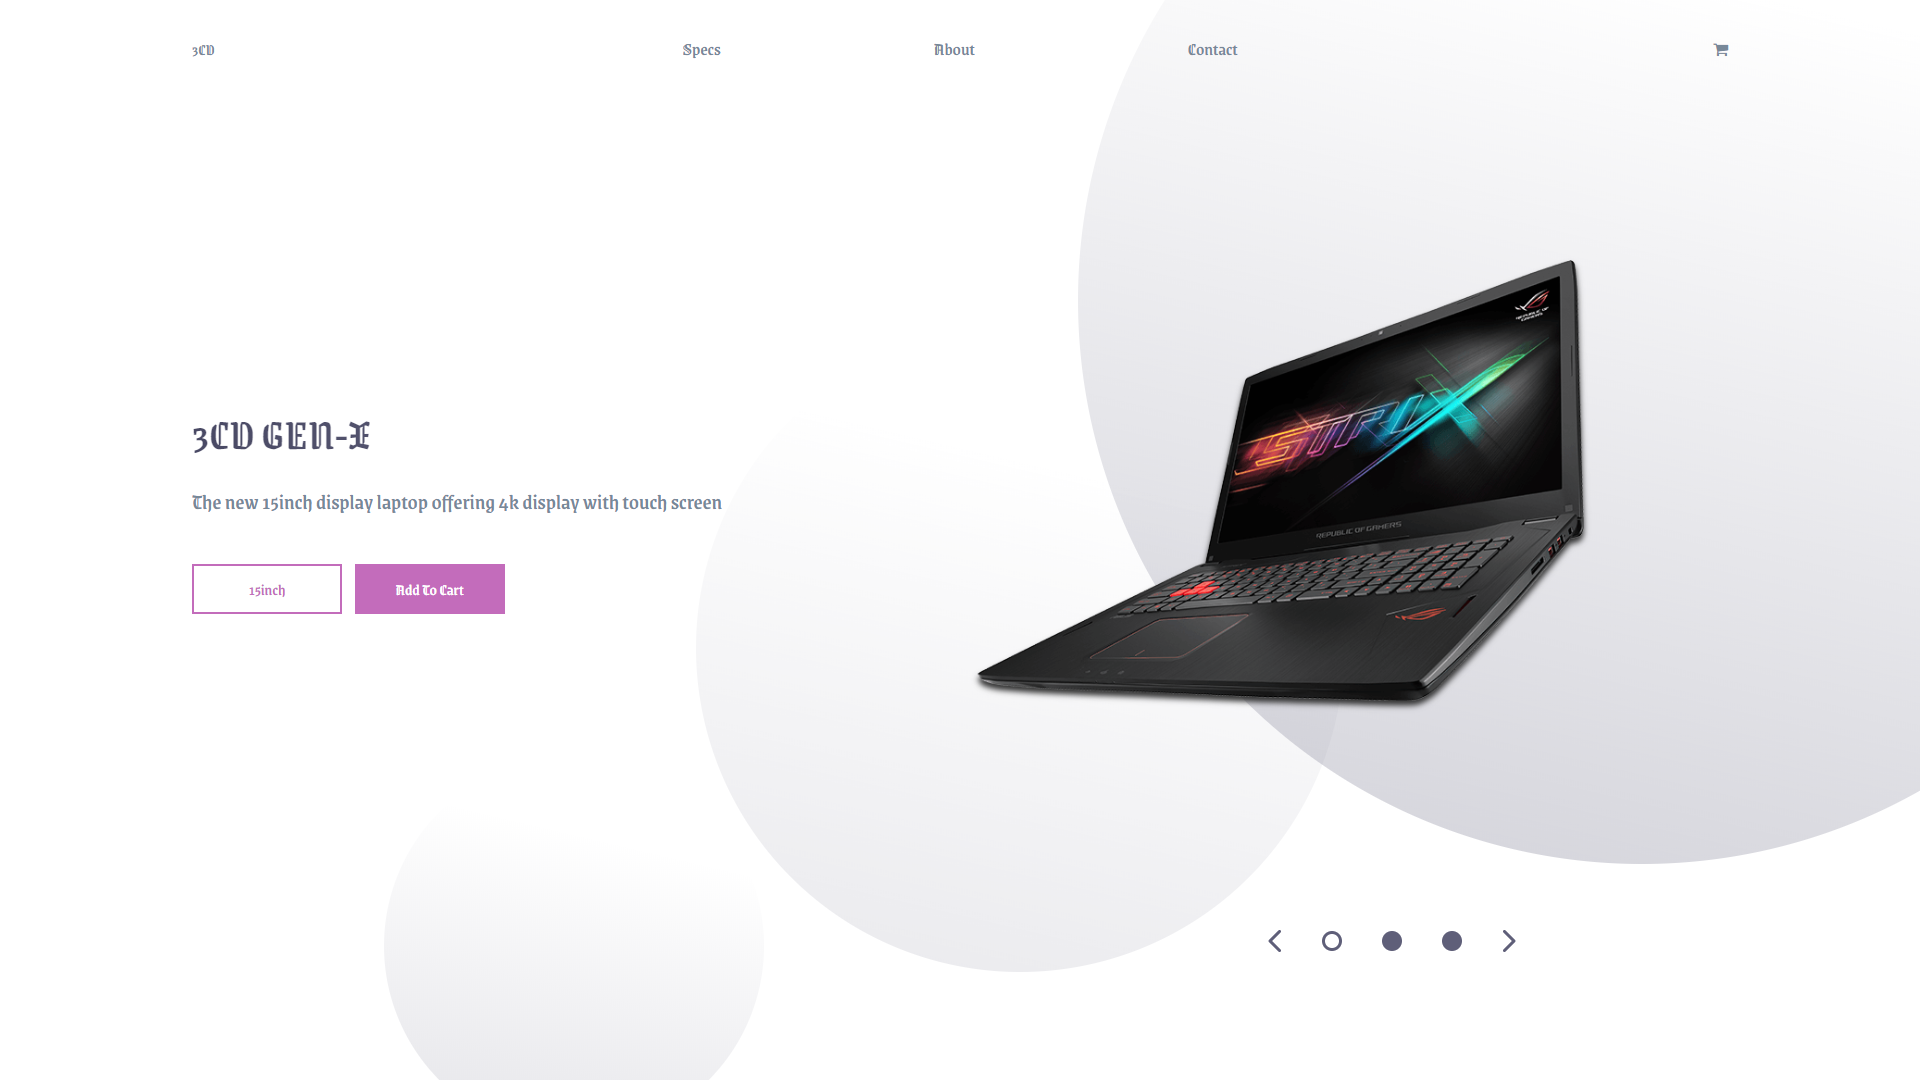 3CD
Specs
About
Contact
3CD GEN-X
The new 15inch display laptop offering 4k display with touch screen
15inch
Add To Cart
STRIX
REPUBLIC OF GAMERS